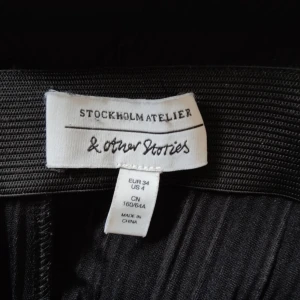 STOCKHOLM ATELIER
& other Stories
EUR 34
US 4
CN
160/64A
MADE IN
CHINA